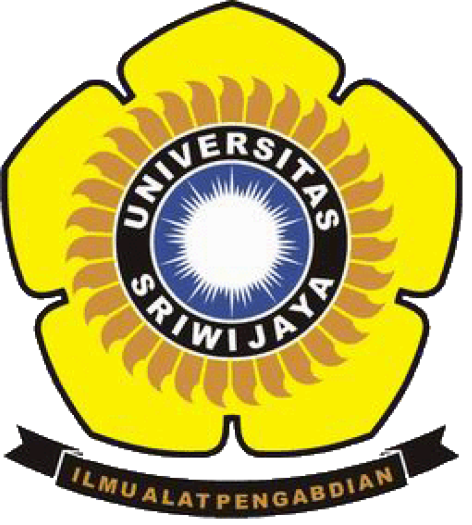 UNIVERSITAS
SRIWIJAYA
ILMU ALAT PENGABDIAN